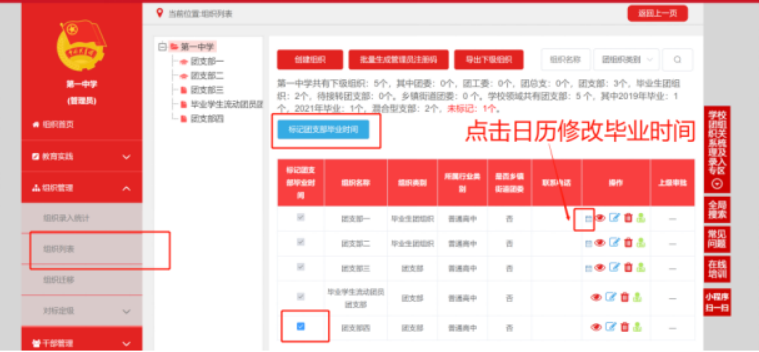 当前位置:组织列表
返回上一页
第一中学
(管理员)
组织首页
教育实践
组织管理
组织录入统计
组织列表
组织迁移
对标定级
干部管理
第一中学
团支部一
团支部二
团支部三
毕业学生流动团员团
团支部四
创建组织
批量生成管理员注册码
导出下级组织
组织名称
团组织类别
第一中学共有下级组织：5个，其中团委：0个，团工委：0个，团总支：0个，团支部：3个，毕业生团组
织：2个，待接转团支部：0个。乡镇街道团委：0 个。学校领域共有团支部：5 个，其中2019年毕业：1
个，2021年毕业：1个，混合型支部：2个，未标记：1个。
标记团支部毕业时间
点击日历修改毕业时间
标记团支部毕业时间 组织名称 组织类别 所属行业类别 是否乡镇街道团委 联系电话 操作 上级审批
团支部一 毕业生团组织 普通高中 否 —
团支部二 毕业生团组织 普通高中 否 —
团支部三 团支部 普通高中 否 —
毕业学生流动团员团支部 团支部 普通高中 否 —
团支部四 团支部 普通高中 否 —
学校团组织关系管理及录入专区
全局搜索
常见问题
在线培训
小程序扫一扫